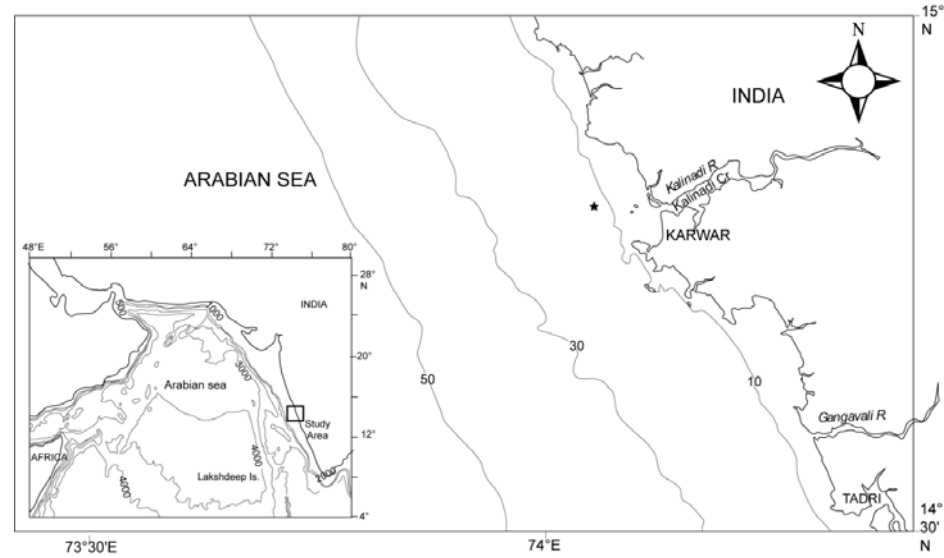 15°
N
N
INDIA
ARABIAN SEA
Kalinadi R
Kalinadi Cr
KARWAR
48°E 56° 64° 72° 80°
28°
N
INDIA
20°
Arabian sea
3000
Study
Area
12°
AFRICA
4000
Lakshdeep Is.
2000
4000
4°
50
30
10
Gangavali R
TADRI
14°
30'
N
73°30'E
74°E